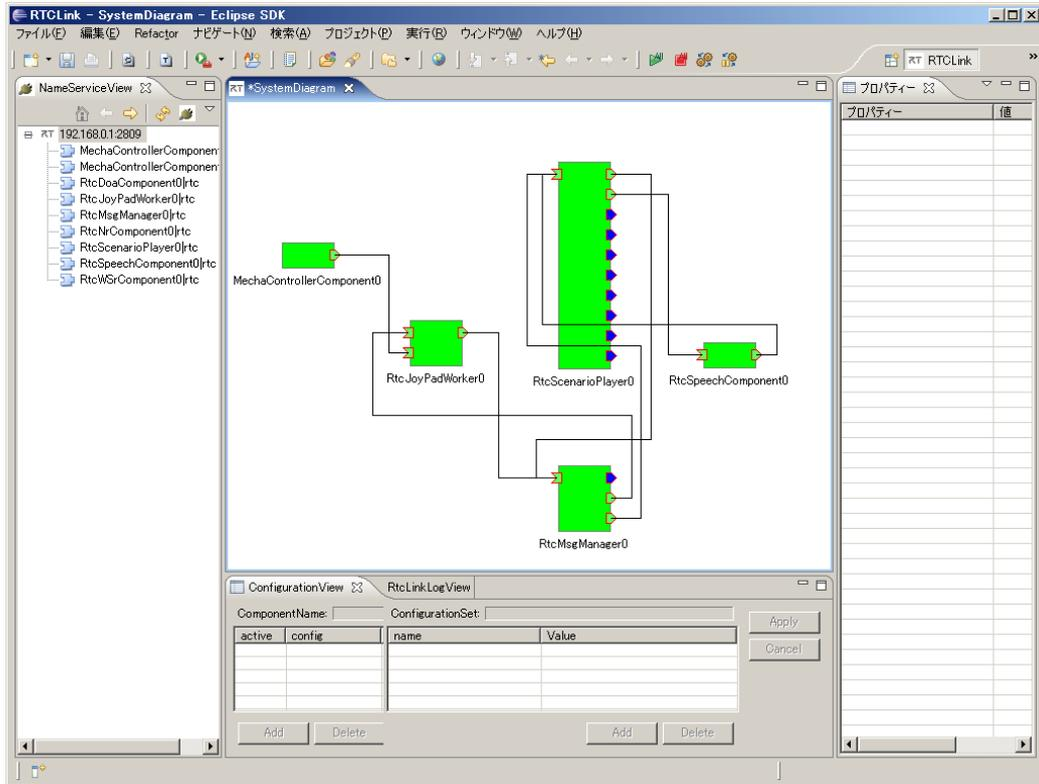 RTCLink - SystemDiagram - Eclipse SDK
ファイル(F) 編集(E) Refactor ナビゲート(N) 検索(A) プロジェクト(P) 実行(R) ウィンドウ(W) ヘルプ(H)
RT RTCLink
NameServiceView
RT 192.168.0.1:2809
MechaControllerComponen
MechaControllerComponen
RtcDoaComponent0|rtc
RtcJoyPadWorker0|rtc
RtcMsgManager0|rtc
RtcNrComponent0|rtc
RtcScenarioPlayer0|rtc
RtcSpeechComponent0|rtc
RtcWSrComponent0|rtc
RT *SystemDiagram
MechaControllerComponent0
RtcJoyPadWorker0
RtcScenarioPlayer0
RtcSpeechComponent0
RtcMsgManager0
ConfigurationView RtcLinkLogView
ComponentName: ConfigurationSet:
active config name Value
Apply
Cancel
Add Delete Add Delete
プロパティー
プロパティー 値